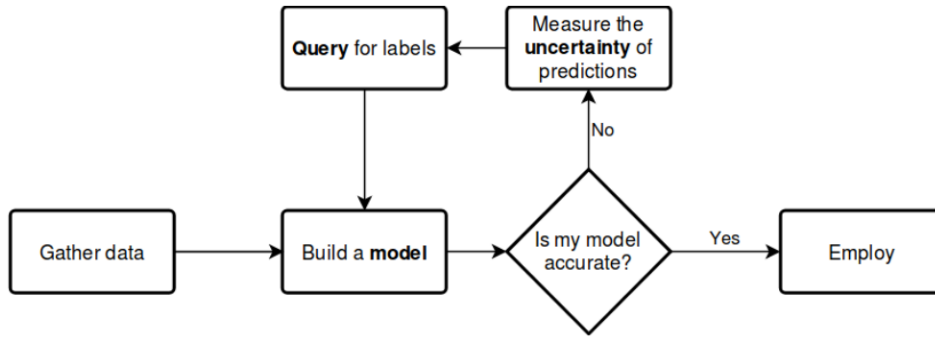 Query for labels
Measure the
uncertainty of
predictions
No
Gather data
Build a model
Is my model
accurate?
Yes
Employ